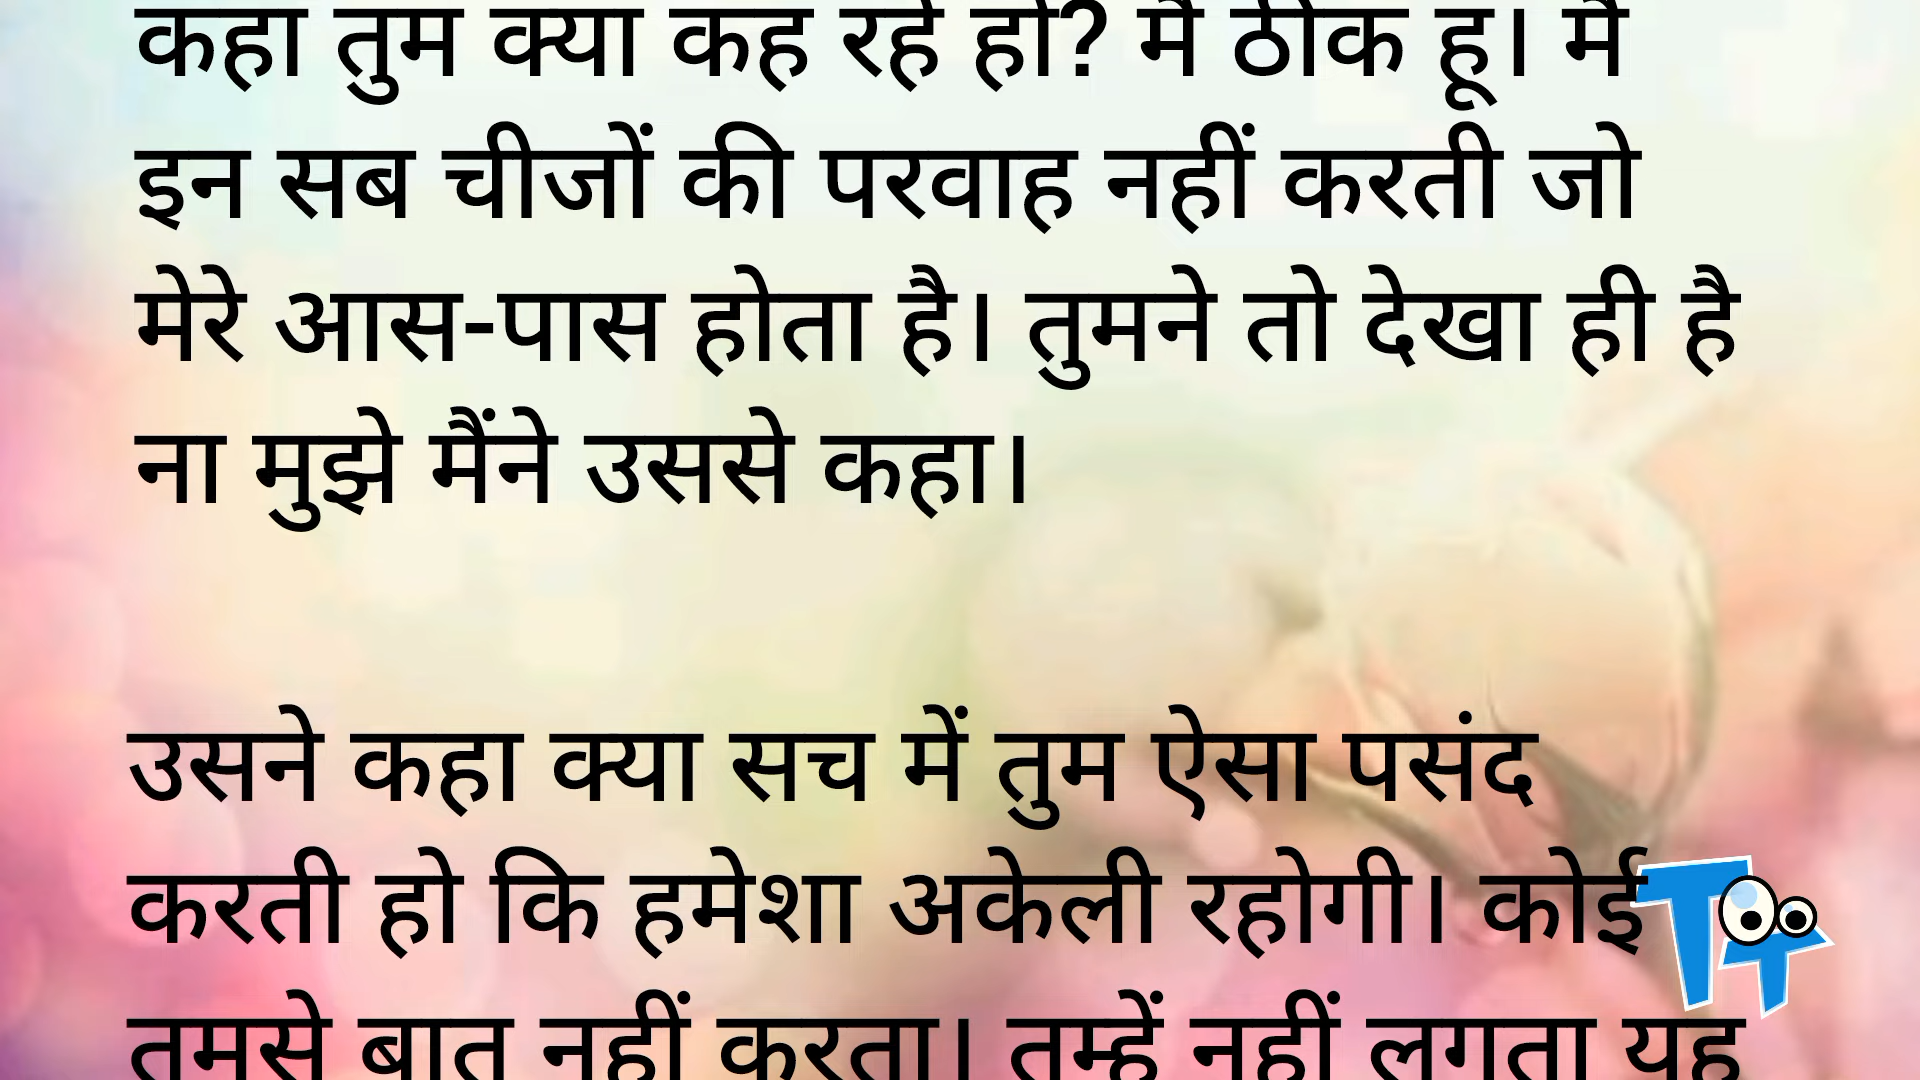 कहा तुम क्या कह रहे हो? मैं ठीक हूं। मैं
इन सब चीजों की परवाह नहीं करती जो
मेरे आस-पास होता है। तुमने तो देखा ही है
ना मुझे मैंने उससे कहा।
उसने कहा क्या सच में तुम ऐसा पसंद
करती हो कि हमेशा अकेली रहोगी। कोई
तुमसे बात नहीं करता। तुम्हें नहीं लगता यह
TT